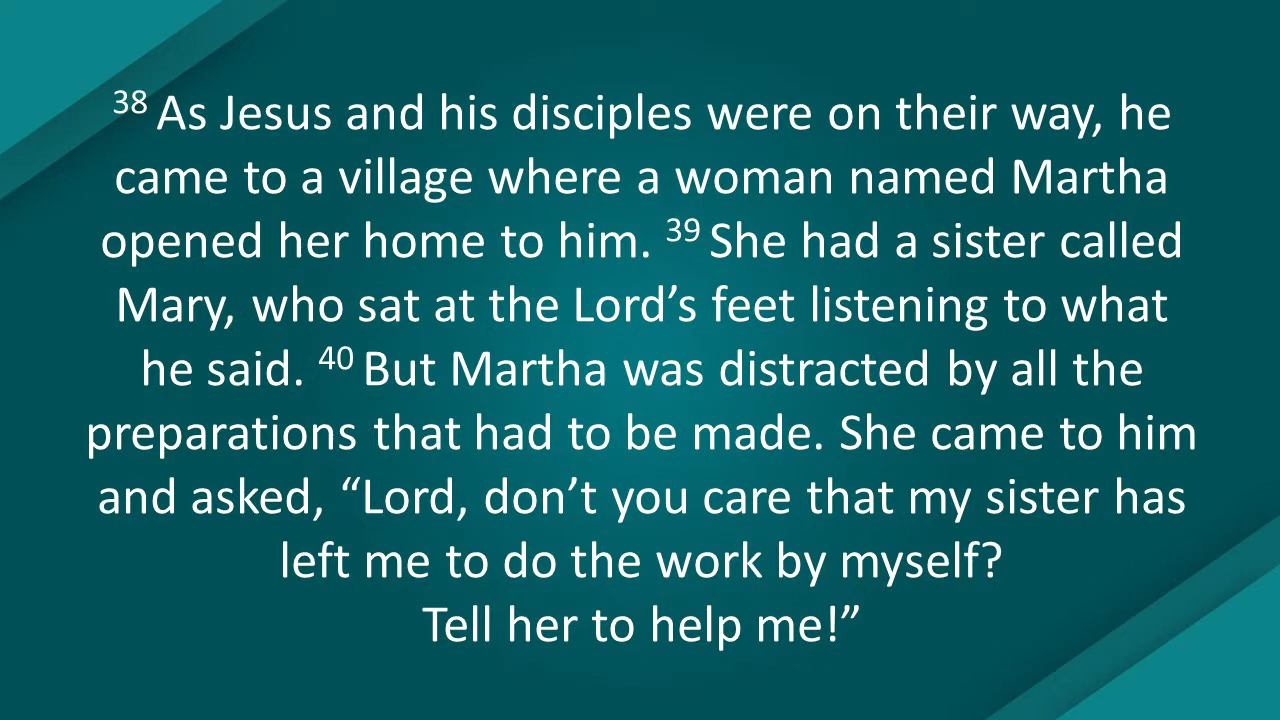 38 As Jesus and his disciples were on their way, he
came to a village where a woman named Martha
opened her home to him. 39 She had a sister called
Mary, who sat at the Lord’s feet listening to what
he said. 40 But Martha was distracted by all the
preparations that had to be made. She came to him
and asked, “Lord, don’t you care that my sister has
left me to do the work by myself?
Tell her to help me!”